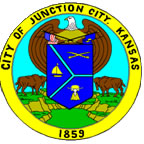 CITY OF JUNCTION CITY, KANSAS
1859